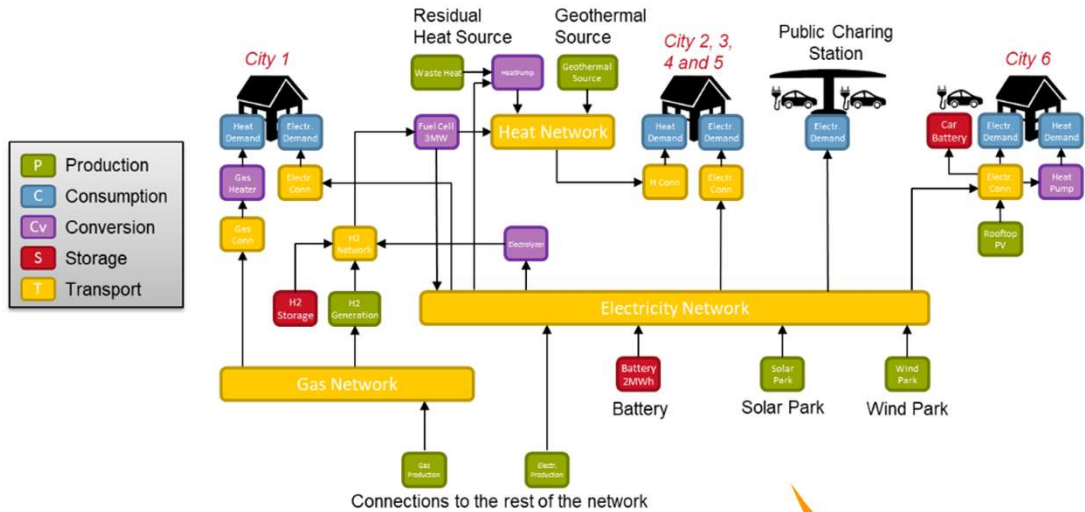 Residual
Heat Source
Geothermal
Source
Public Charing
Station
City 1
City 2, 3,
4 and 5
City 6
Waste Heat
HeatPump
Geothermal
Source
Heat
Demand
Electr.
Demand
Fuel Cell
3MW
Heat Network
Heat
Demand
Electr.
Demand
Electr.
Demand
Car
Battery
Electr.
Demand
Heat
Demand
P Production
C Consumption
Cv Conversion
S Storage
T Transport
Gas
Heater
Electr.
Conn
H Conn
Electr.
Conn
Electr.
Conn
Heat
Pump
Gas
Conn
H2
Network
Electrolyzer
Rooftop
PV
H2
Storage
H2
Generation
Electricity Network
Gas Network
Battery
2MWh
Solar
Park
Wind
Park
Battery
Solar Park
Wind Park
Gas
Production
Electr.
Production
Connections to the rest of the network